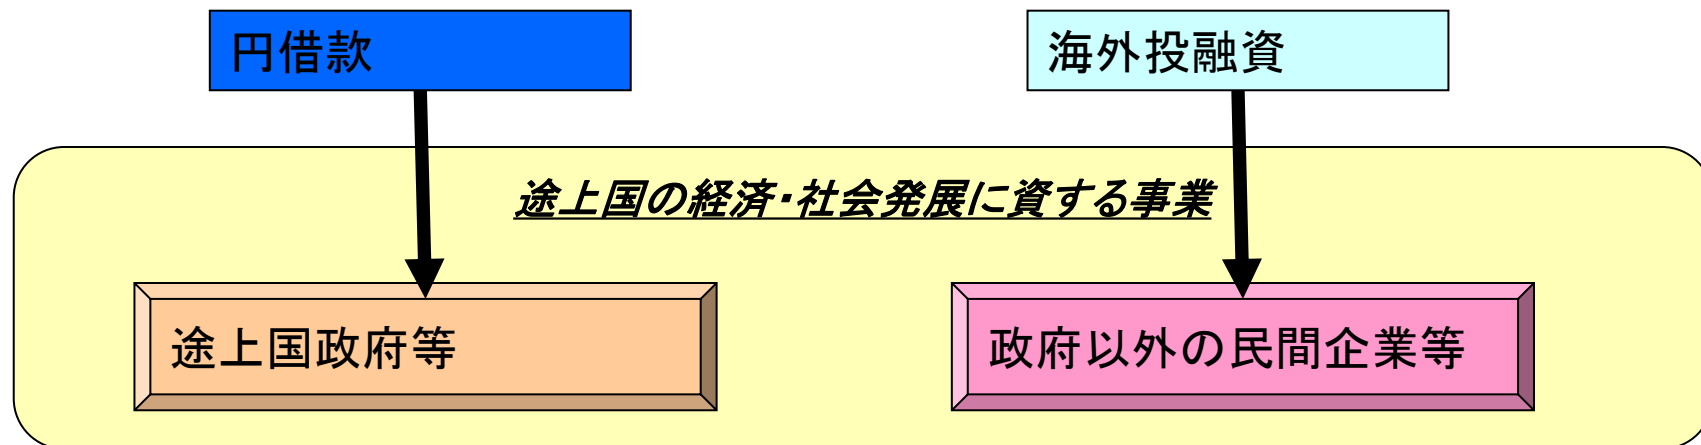 円借款
海外投融資
途上国の経済・社会発展に資する事業
途上国政府等
政府以外の民間企業等